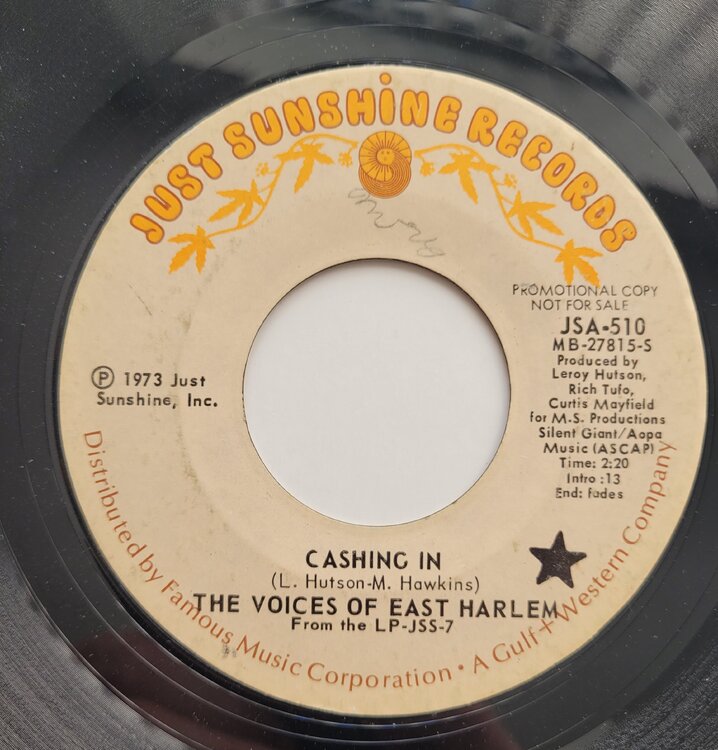 JUST SUNSHINE RECORDS
PROMOTIONAL COPY
NOT FOR SALE
JSA-510
MB-27815-S
Produced by
Leroy Hutson,
Rich Tufo,
Curtis Mayfield
for M.S. Productions
Silent Giant/Aopa
Music (ASCAP)
Time: 2:20
Intro :13
End: fades
Ⓟ 1973 Just
Sunshine, Inc.
CASHING IN
(L. Hutson-M. Hawkins)
THE VOICES OF EAST HARLEM
From the LP-JSS-7
Distributed by Famous Music Corporation • A Gulf+Western Company